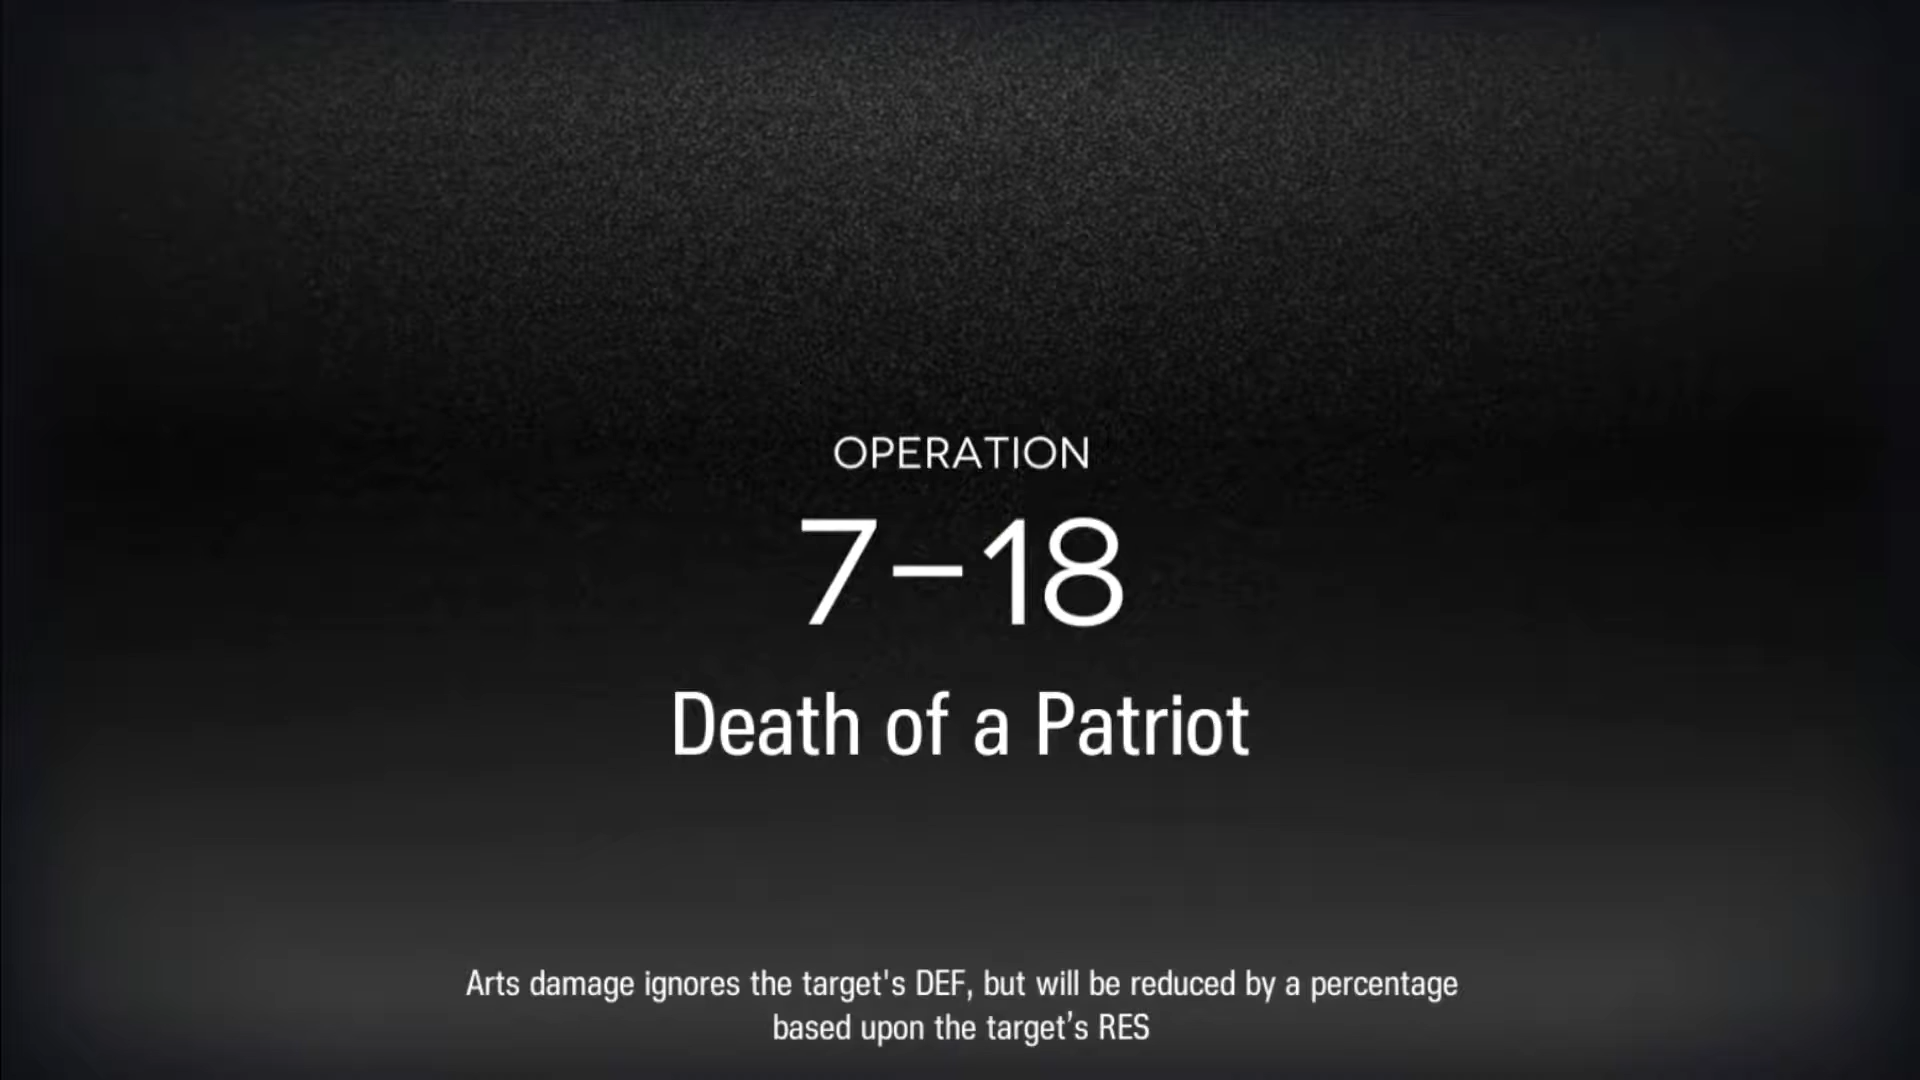 OPERATION
7-18
Death of a Patriot
Arts damage ignores the target's DEF, but will be reduced by a percentage
based upon the target’s RES